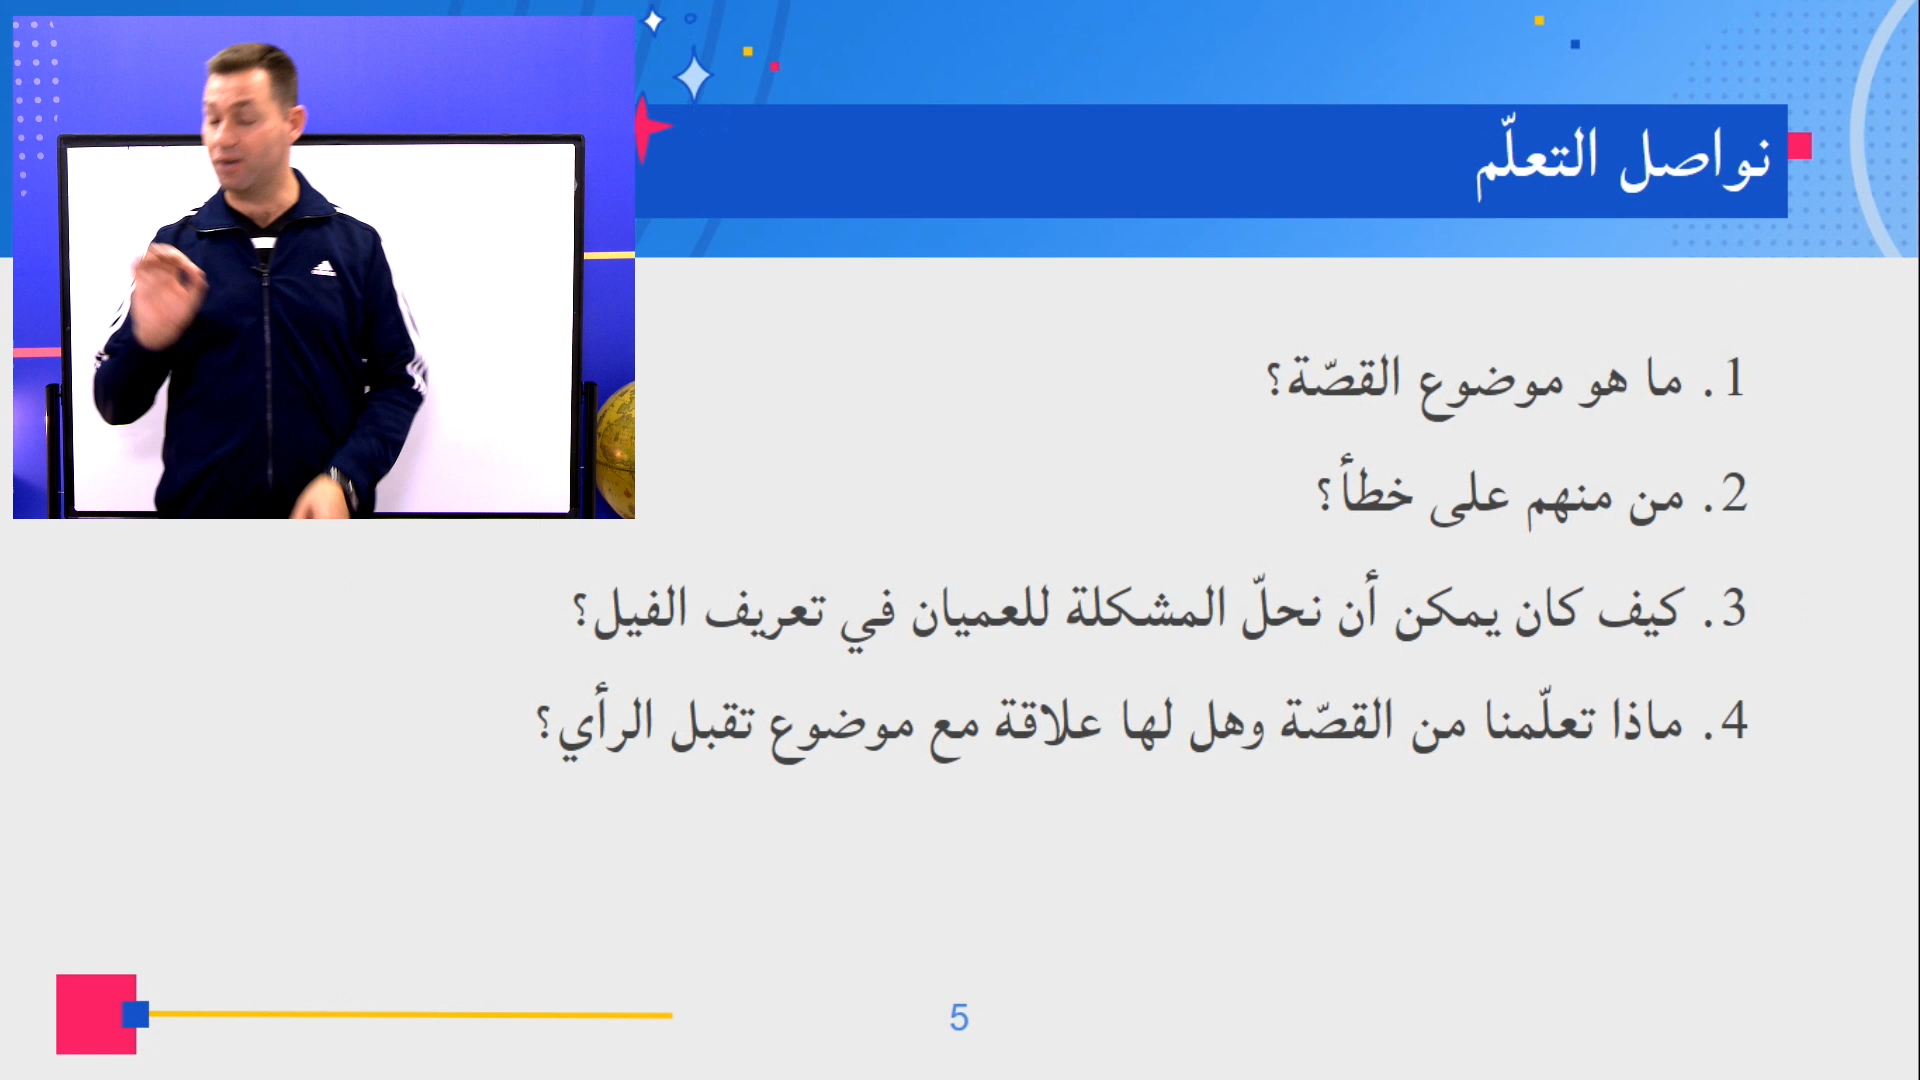 نواصل التعلّم
1. ما هو موضوع القصّة؟
2. من منهم على خطأ؟
3. كيف كان يمكن أن نحلّ المشكلة للعميان في تعريف الفيل؟
4. ماذا تعلّمنا من القصّة وهل لها علاقة مع موضوع تقبل الرأي؟
5